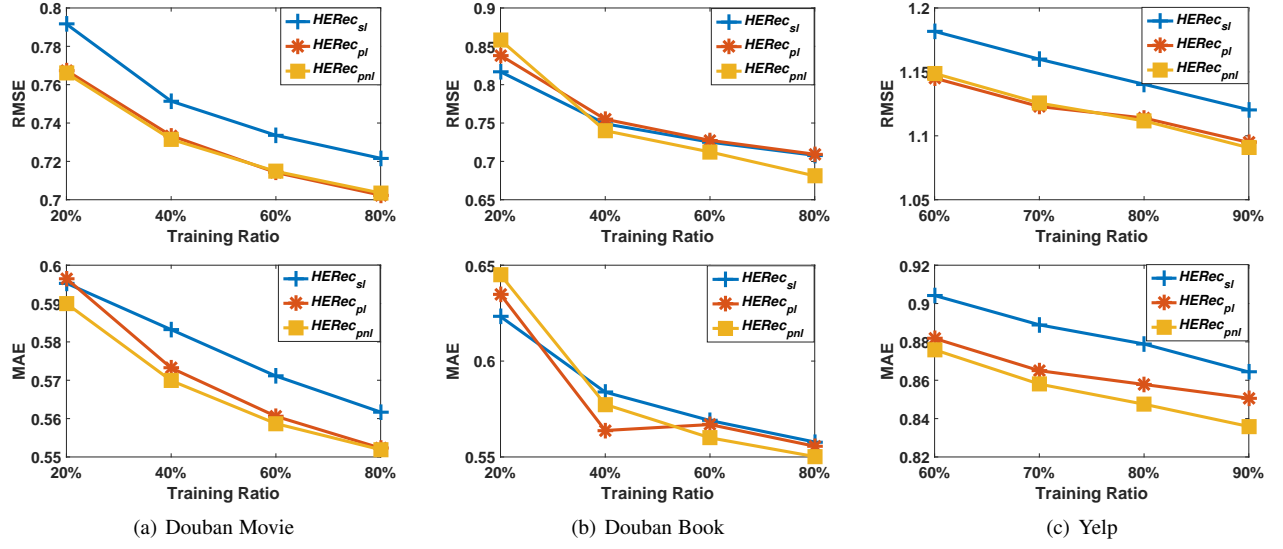 0.8
0.78
0.76
0.74
0.72
0.7
RMSE
20% 40% 60% 80%
Training Ratio
HERec_sl
HERec_pl
HERec_pnl
0.85
0.8
0.75
0.7
0.65
RMSE
20% 40% 60% 80%
Training Ratio
HERec_sl
HERec_pl
HERec_pnl
1.2
1.15
1.1
1.05
RMSE
60% 70% 80% 90%
Training Ratio
HERec_sl
HERec_pl
HERec_pnl
0.6
0.59
0.58
0.57
0.56
0.55
MAE
20% 40% 60% 80%
Training Ratio
HERec_sl
HERec_pl
HERec_pnl
(a) Douban Movie
0.65
0.6
0.55
MAE
20% 40% 60% 80%
Training Ratio
HERec_sl
HERec_pl
HERec_pnl
(b) Douban Book
0.92
0.9
0.88
0.86
0.84
0.82
MAE
60% 70% 80% 90%
Training Ratio
HERec_sl
HERec_pl
HERec_pnl
(c) Yelp